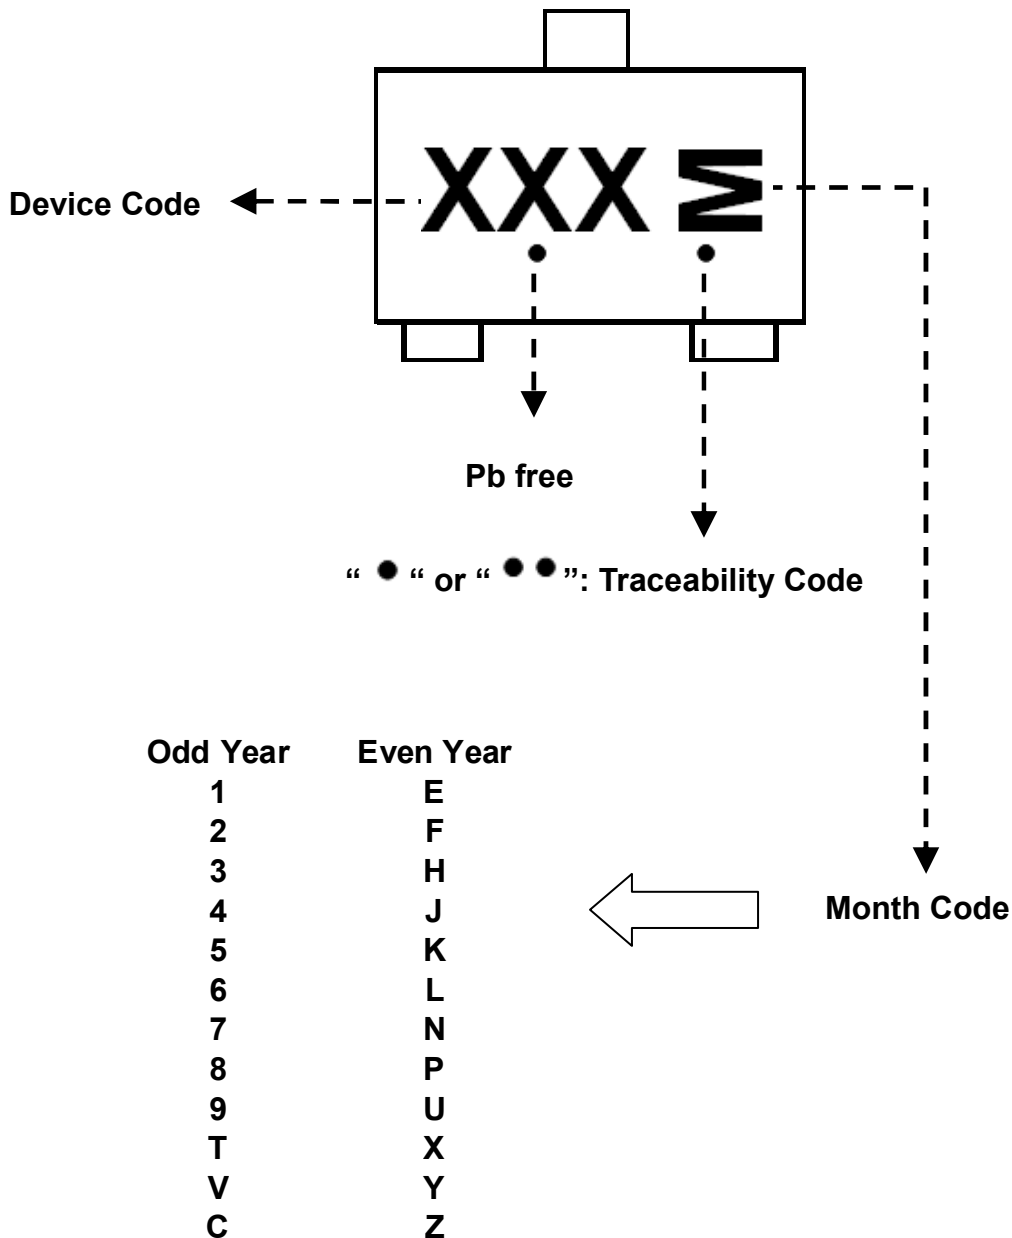 XXX M
Device Code
Pb free
“ ● “ or “ ● ● ”: Traceability Code
Odd Year Even Year
1 E
2 F
3 H
4 J
Month Code
5 K
6 L
7 N
8 P
9 U
T X
V Y
C Z